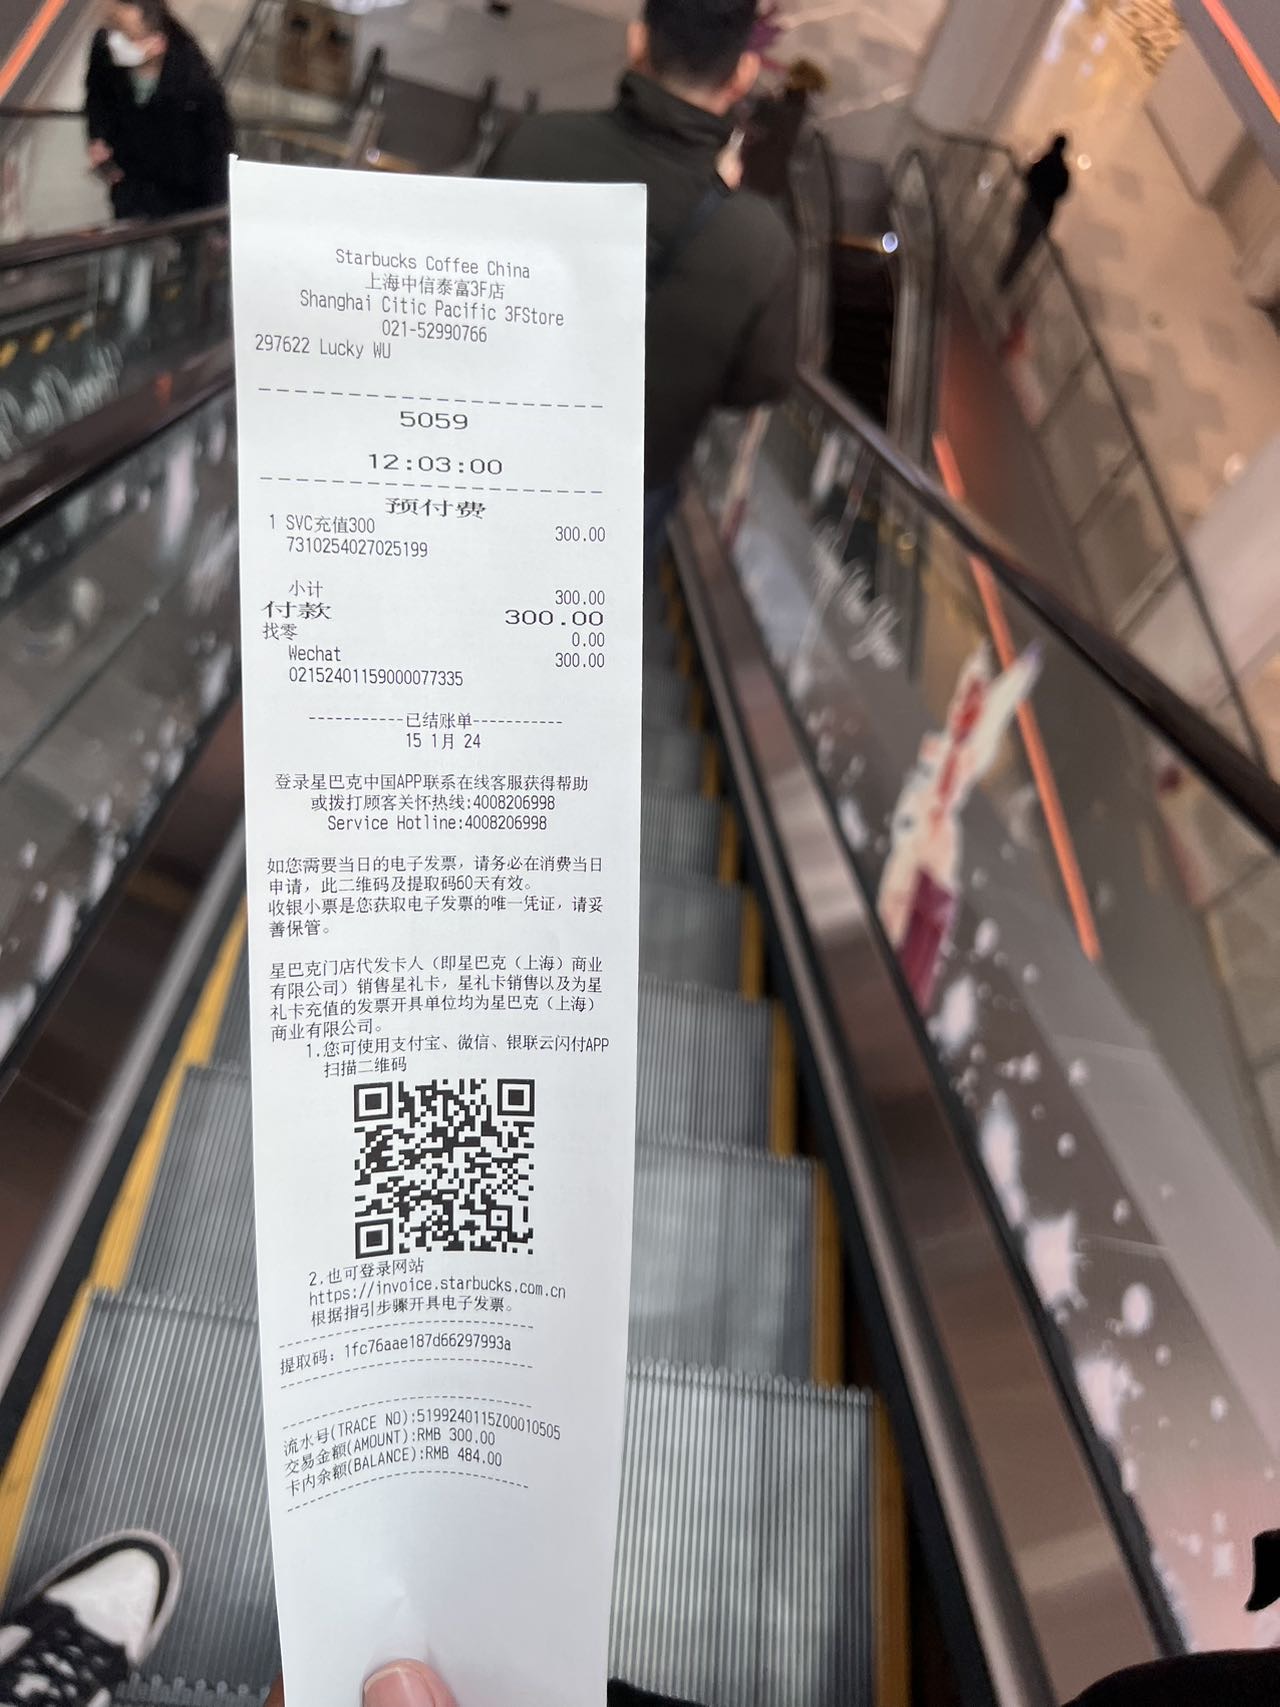 Starbucks Coffee China
上海中信泰富3F店
Shanghai Citic Pacific 3FStore
021-52990766
297622 Lucky WU
5059
12:03:00
预付费
1 SVC充值300 300.00
7310254027025199
小计 300.00
付款 300.00
找零 0.00
Wechat 300.00
02152401159000077335
-----------已结账单-----------
15 1月 24
登录星巴克中国APP联系在线客服获得帮助
或拨打顾客关怀热线:4008206998
Service Hotline:4008206998
如您需要当日的电子发票，请务必在消费当日
申请，此二维码及提取码60天有效。
收银小票是您获取电子发票的唯一凭证，请妥
善保管。
星巴克门店代发卡人（即星巴克（上海）商业
有限公司）销售星礼卡，星礼卡销售以及为星
礼卡充值的发票开具单位均为星巴克（上海）
商业有限公司。
1.您可使用支付宝、微信、银联云闪付APP
扫描二维码
2.也可登录网站
https://invoice.starbucks.com.cn
根据指引步骤开具电子发票。
提取码：1fc76aae187d66297993a
流水号(TRACE NO):5199240115Z00010505
交易金额(AMOUNT):RMB 300.00
卡内余额(BALANCE):RMB 484.00